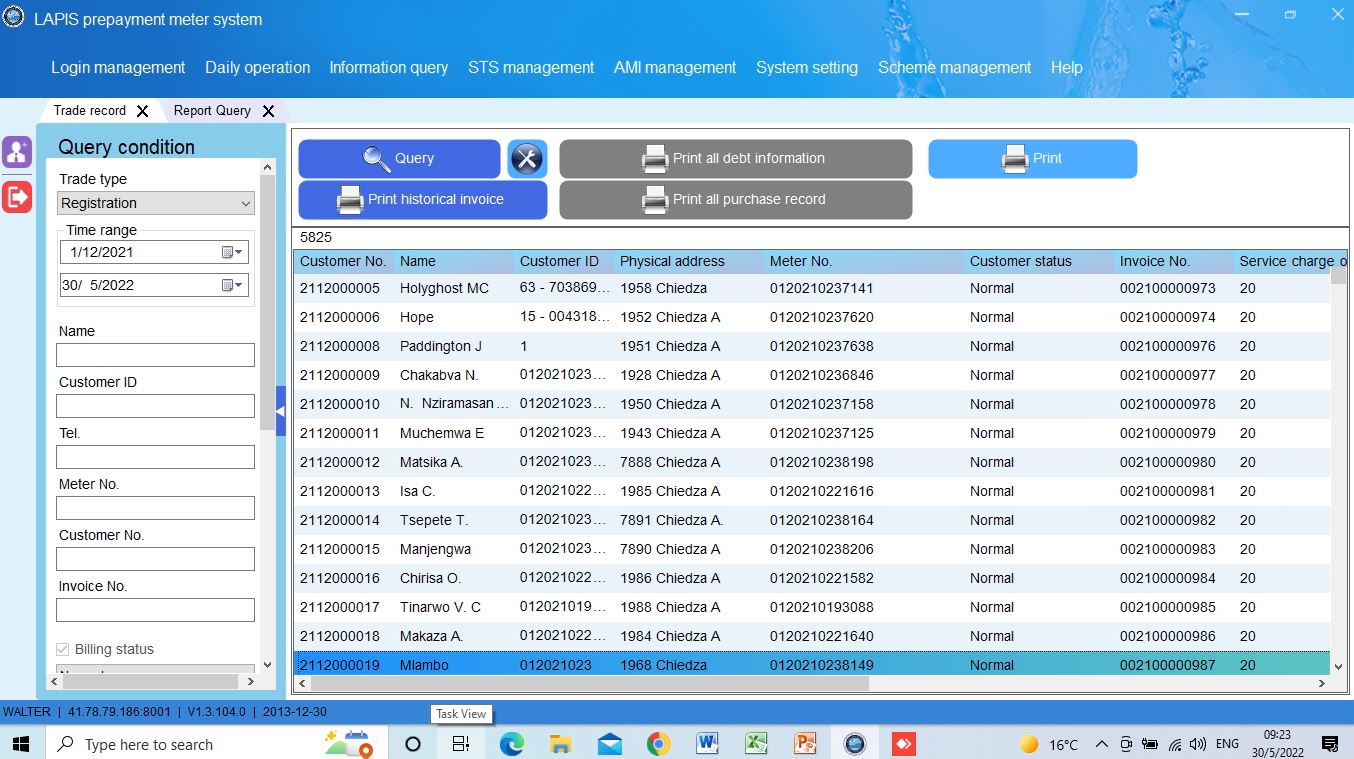 LAPIS prepayment meter system
Login management Daily operation Information query STS management AMI management System setting Scheme management Help
Trade record Report Query
Query condition
Trade type
Registration
Time range
1/12/2021
30/ 5/2022
Name
Customer ID
Tel.
Meter No.
Customer No.
Invoice No.
Billing status
Query Print all debt information Print
Print historical invoice Print all purchase record
5825
Customer No. Name Customer ID Physical address Meter No. Customer status Invoice No. Service charge o
2112000005 Holyghost MC 63 - 703869... 1958 Chiedza 0120210237141 Normal 002100000973 20
2112000006 Hope 15 - 004318... 1952 Chiedza A 0120210237620 Normal 002100000974 20
2112000008 Paddington J 1 1951 Chiedza A 0120210237638 Normal 002100000976 20
2112000009 Chakabva N. 012021023... 1928 Chiedza A 0120210236846 Normal 002100000977 20
2112000010 N. Nziramasan... 012021023... 1950 Chiedza A 0120210237158 Normal 002100000978 20
2112000011 Muchemwa E 012021023... 1943 Chiedza A 0120210237125 Normal 002100000979 20
2112000012 Matsika A. 012021023... 7888 Chiedza A 0120210238198 Normal 002100000980 20
2112000013 Isa C. 012021022... 1985 Chiedza A 0120210221616 Normal 002100000981 20
2112000014 Tsepete T. 012021023... 7891 Chiedza A. 0120210238164 Normal 002100000982 20
2112000015 Manjengwa 012021023... 7890 Chiedza A 0120210238206 Normal 002100000983 20
2112000016 Chirisa O. 012021022... 1986 Chiedza A 0120210221582 Normal 002100000984 20
2112000017 Tinarwo V. C 012021019... 1988 Chiedza A 0120210193088 Normal 002100000985 20
2112000018 Makaza A. 012021022... 1984 Chiedza A 0120210221640 Normal 002100000986 20
2112000019 Mlambo 012021023 1968 Chiedza 0120210238149 Normal 002100000987 20
WALTER | 41.78.79.186:8001 | V1.3.104.0 | 2013-12-30
Task View
Type here to search
16°C ENG
09:23
30/5/2022